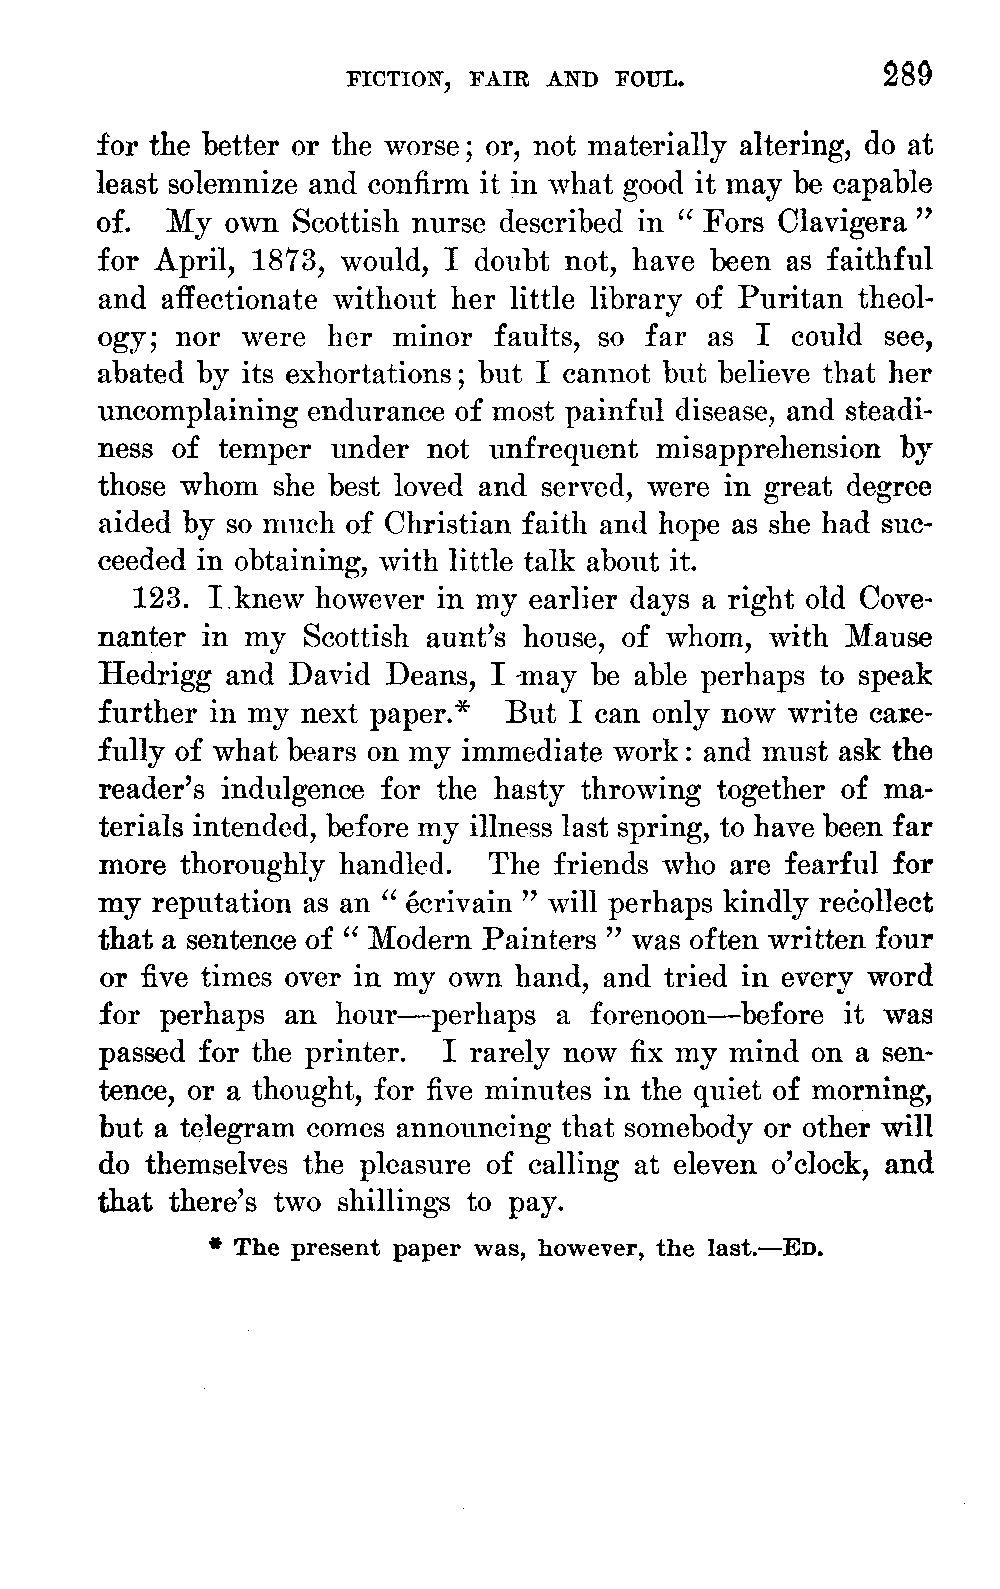 FICTION, FAIR AND FOUL. 289
for the better or the worse; or, not materially altering, do at
least solemnize and confirm it in what good it may be capable
of. My own Scottish nurse described in “ Fors Clavigera ”
for April, 1873, would, I doubt not, have been as faithful
and affectionate without her little library of Puritan theol-
ogy; nor were her minor faults, so far as I could see,
abated by its exhortations; but I cannot but believe that her
uncomplaining endurance of most painful disease, and steadi-
ness of temper under not unfrequent misapprehension by
those whom she best loved and served, were in great degree
aided by so much of Christian faith and hope as she had suc-
ceeded in obtaining, with little talk about it.
123. I knew however in my earlier days a right old Cove-
nanter in my Scottish aunt’s house, of whom, with Mause
Hedrigg and David Deans, I may be able perhaps to speak
further in my next paper.* But I can only now write care-
fully of what bears on my immediate work: and must ask the
reader’s indulgence for the hasty throwing together of ma-
terials intended, before my illness last spring, to have been far
more thoroughly handled. The friends who are fearful for
my reputation as an “ écrivain ” will perhaps kindly recollect
that a sentence of “ Modern Painters ” was often written four
or five times over in my own hand, and tried in every word
for perhaps an hour—perhaps a forenoon—before it was
passed for the printer. I rarely now fix my mind on a sen-
tence, or a thought, for five minutes in the quiet of morning,
but a telegram comes announcing that somebody or other will
do themselves the pleasure of calling at eleven o’clock, and
that there’s two shillings to pay.
* The present paper was, however, the last.—ED.